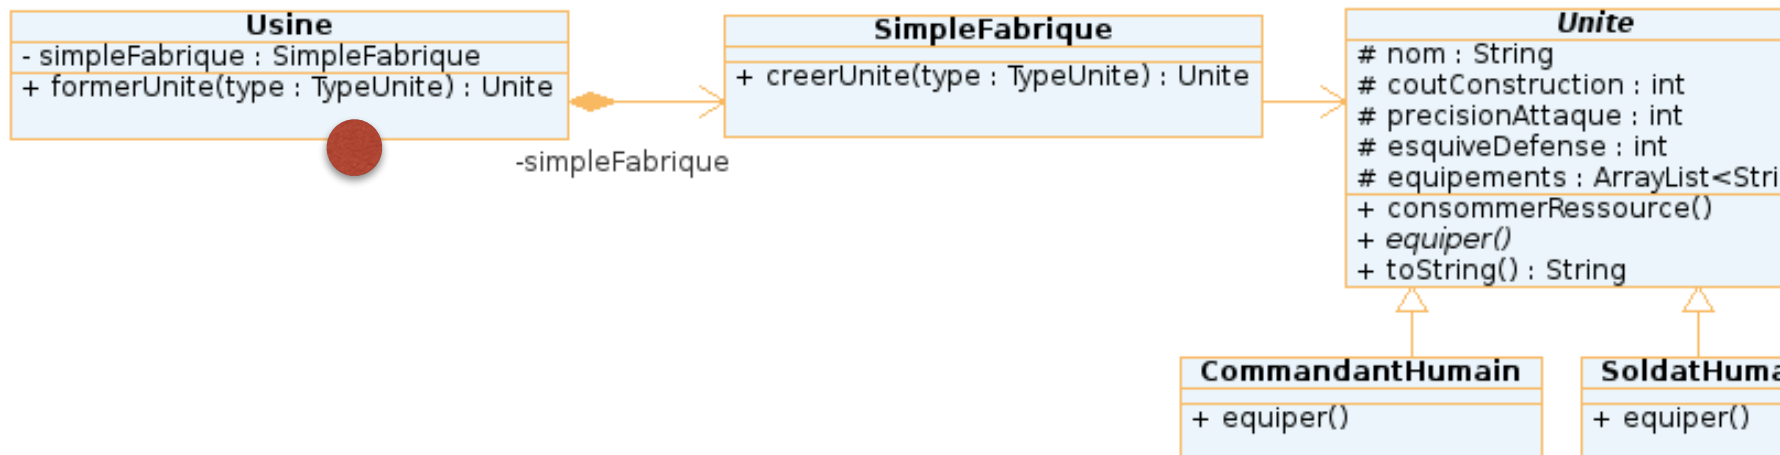 Usine
- simpleFabrique : SimpleFabrique
+ formerUnite(type : TypeUnite) : Unite
-simpleFabrique
SimpleFabrique
+ creerUnite(type : TypeUnite) : Unite
Unite
# nom : String
# coutConstruction : int
# precisionAttaque : int
# esquiveDefense : int
# equipements : ArrayList<Stri
+ consommerRessource()
+ equiper()
+ toString() : String
CommandantHumain
+ equiper()
SoldatHuma
+ equiper()